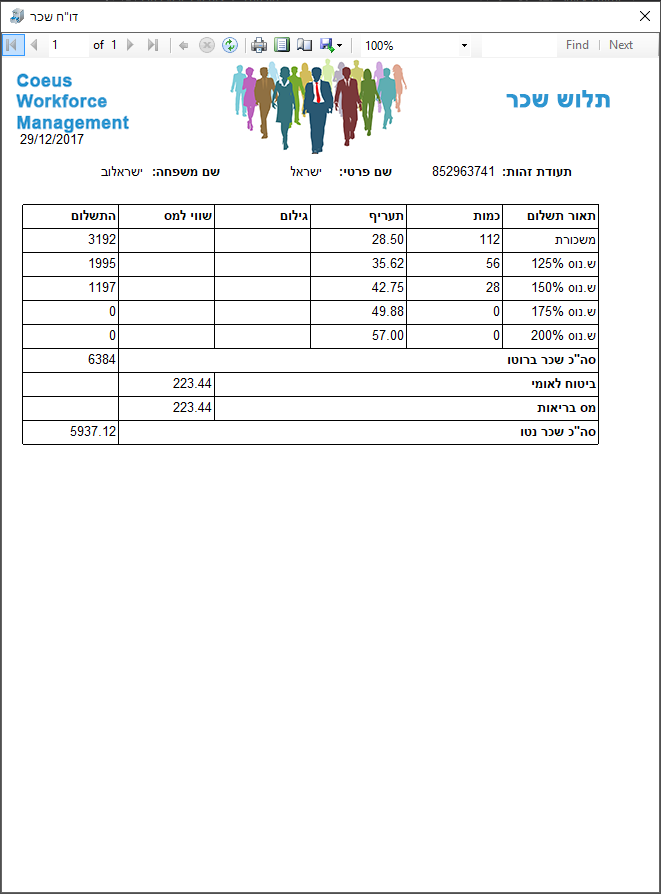 דו"ח שכר
1 of 1 100% Find | Next
Coeus
Workforce
Management
תלוש שכר
29/12/2017
תעודת זהות: 852963741 שם פרטי: ישראל שם משפחה: ישראלוב
תאור תשלום כמות תעריף גילום שווי למס התשלום
משכורת 112 28.50 3192
ש.נוס 125% 56 35.62 1995
ש.נוס 150% 28 42.75 1197
ש.נוס 175% 0 49.88 0
ש.נוס 200% 0 57.00 0
סה"כ שכר ברוטו 6384
ביטוח לאומי 223.44
מס בריאות 223.44
סה"כ שכר נטו 5937.12